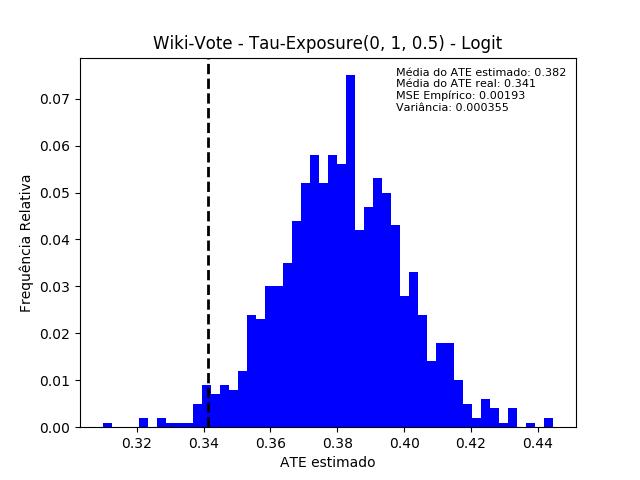 Wiki-Vote - Tau-Exposure(0, 1, 0.5) - Logit
Média do ATE estimado: 0.382
Média do ATE real: 0.341
MSE Empírico: 0.00193
Variância: 0.000355
Frequência Relativa
0.07
0.06
0.05
0.04
0.03
0.02
0.01
0.00
0.32 0.34 0.36 0.38 0.40 0.42 0.44
ATE estimado